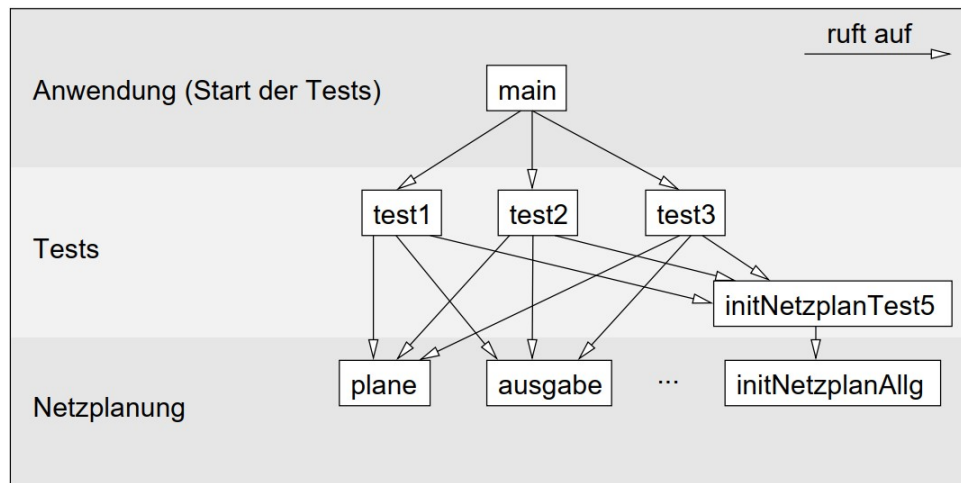 ruft auf
Anwendung (Start der Tests)
main
test1
test2
test3
Tests
initNetzplanTest5
plane
ausgabe
...
initNetzplanAllg
Netzplanung